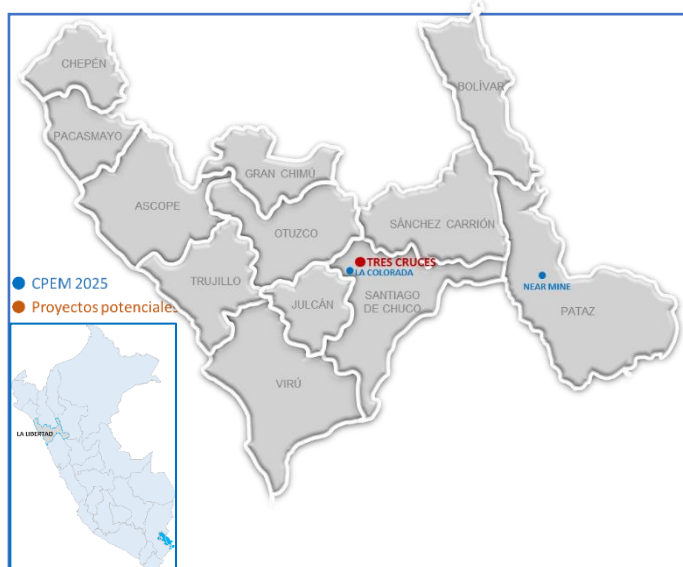 CHEPÉN
BOLÍVAR
PACASMAYO
GRAN CHIMÚ
ASCOPE
SÁNCHEZ CARRIÓN
OTUZCO
TRES CRUCES
LA COLORADA
TRUJILLO
CPEM 2025
NEAR MINE
SANTIAGO
DE CHUCO
JULCÁN
Proyectos potenciales
PATAZ
VIRÚ
LA LIBERTAD